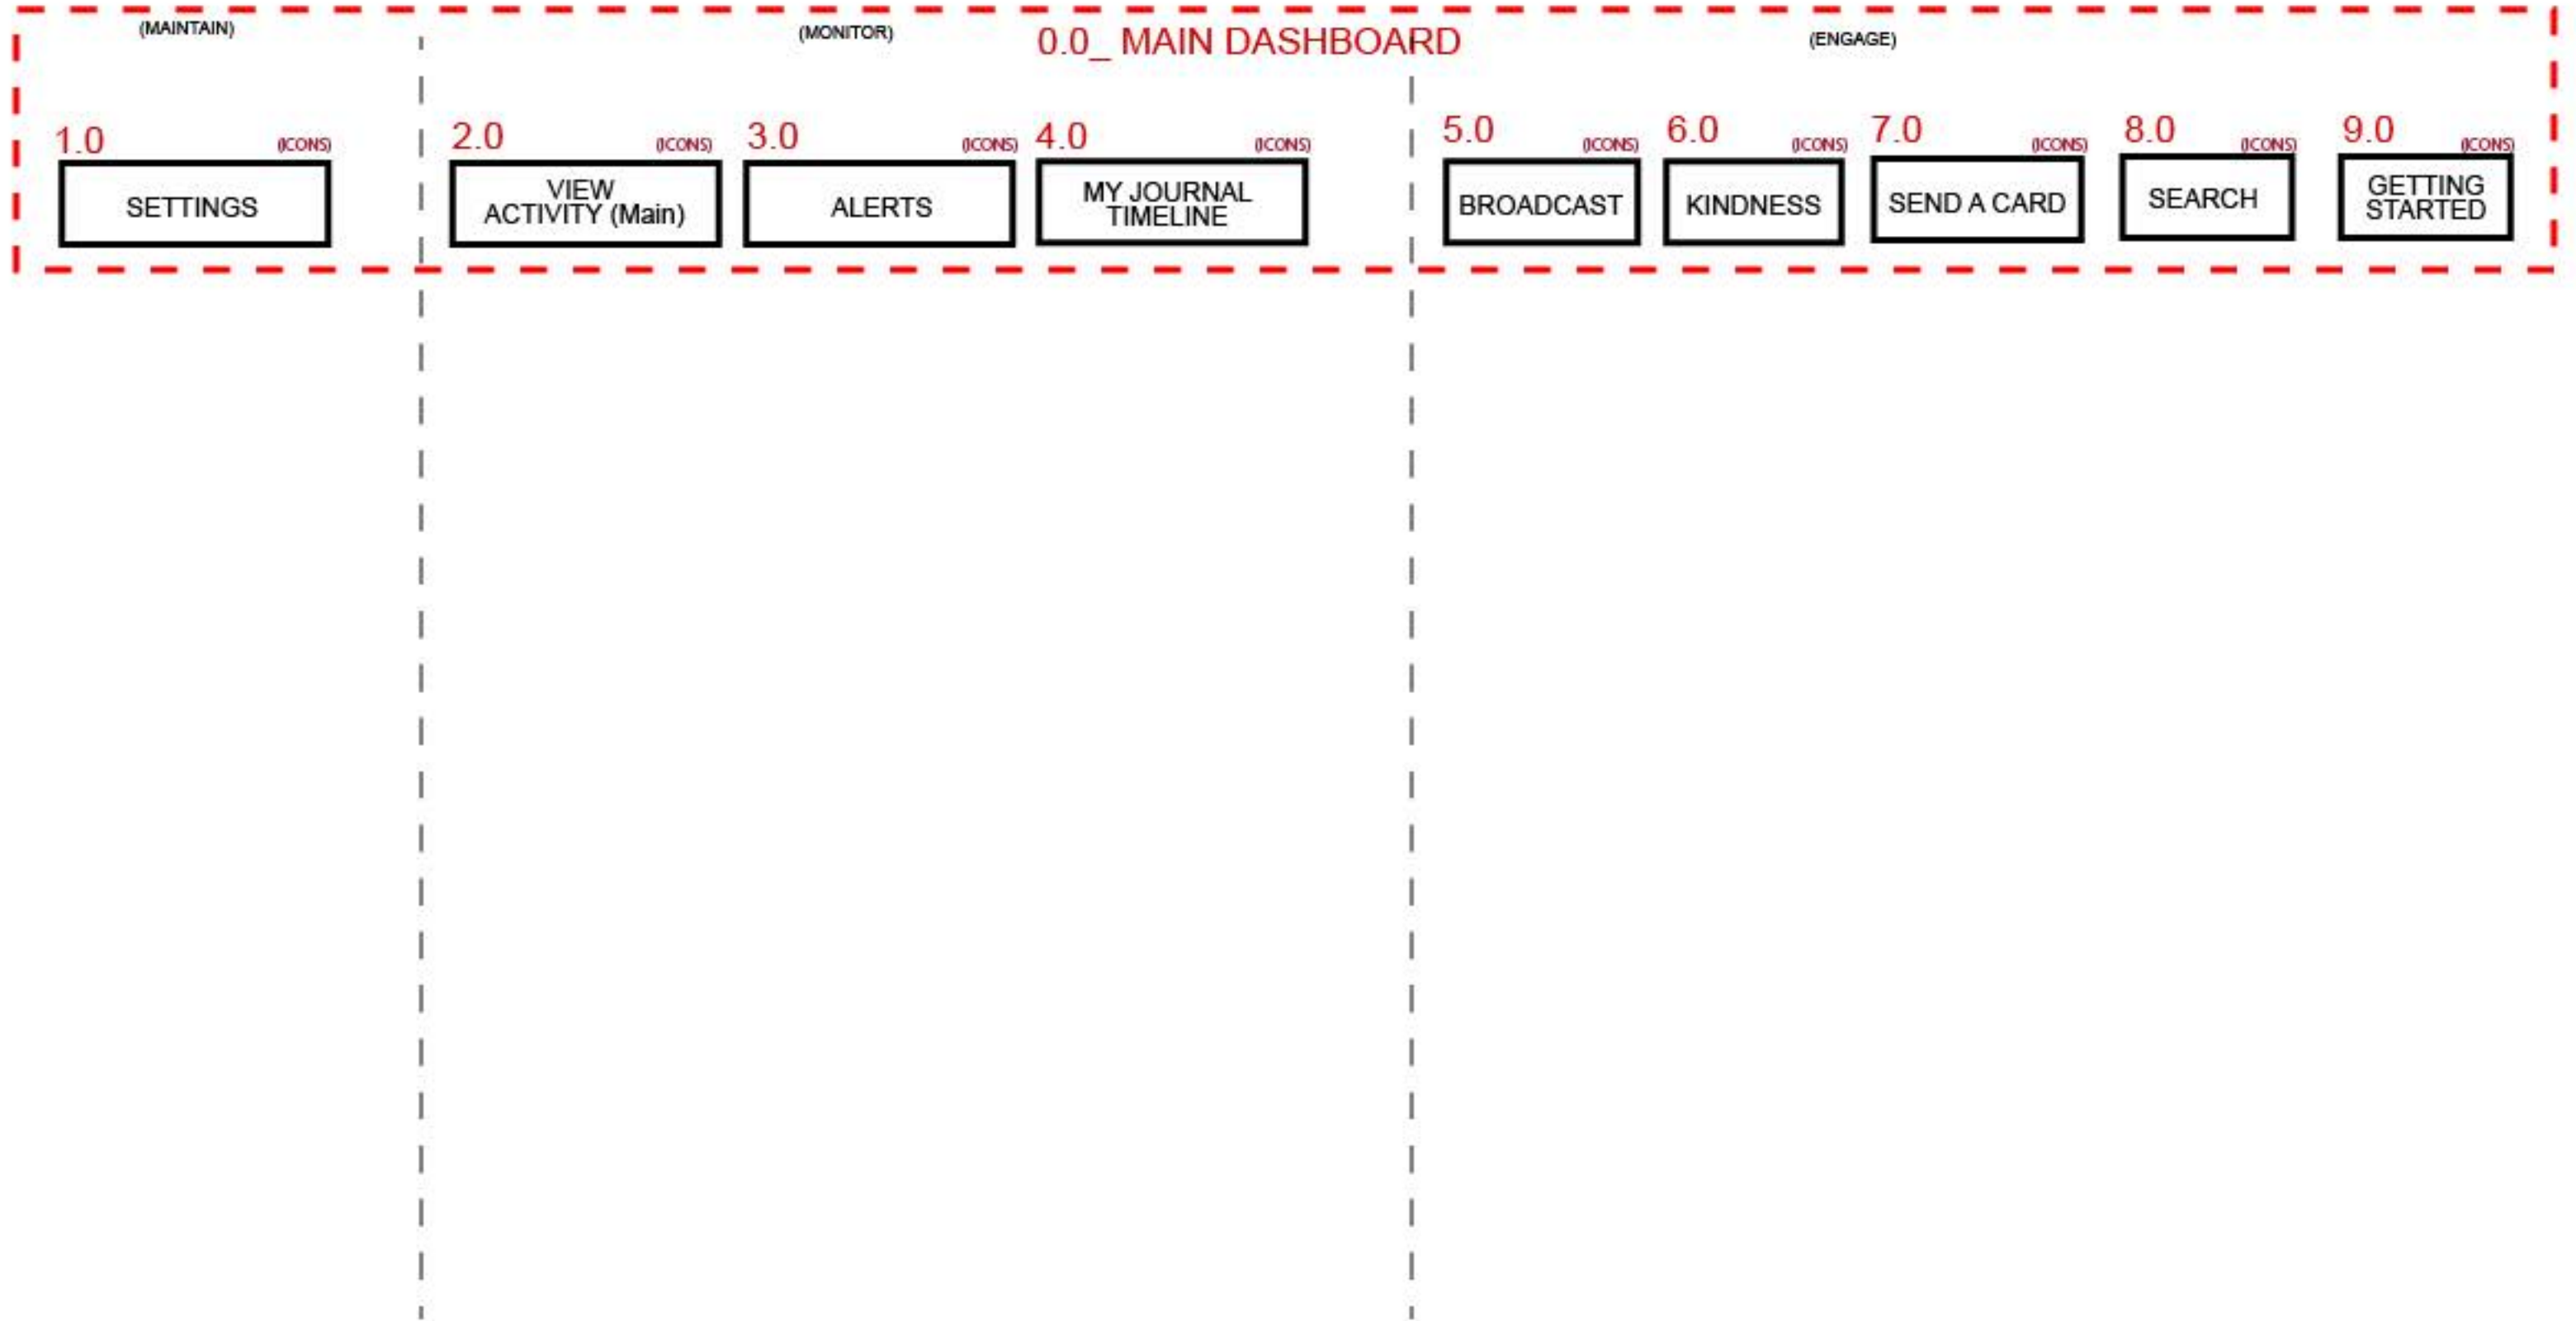 (MAINTAIN)
(MONITOR)
0.0_ MAIN DASHBOARD
(ENGAGE)
1.0
(ICONS)
SETTINGS
2.0
(ICONS)
VIEW
ACTIVITY (Main)
3.0
(ICONS)
ALERTS
4.0
(ICONS)
MY JOURNAL
TIMELINE
5.0
(ICONS)
BROADCAST
6.0
(ICONS)
KINDNESS
7.0
(ICONS)
SEND A CARD
8.0
(ICONS)
SEARCH
9.0
(ICONS)
GETTING
STARTED